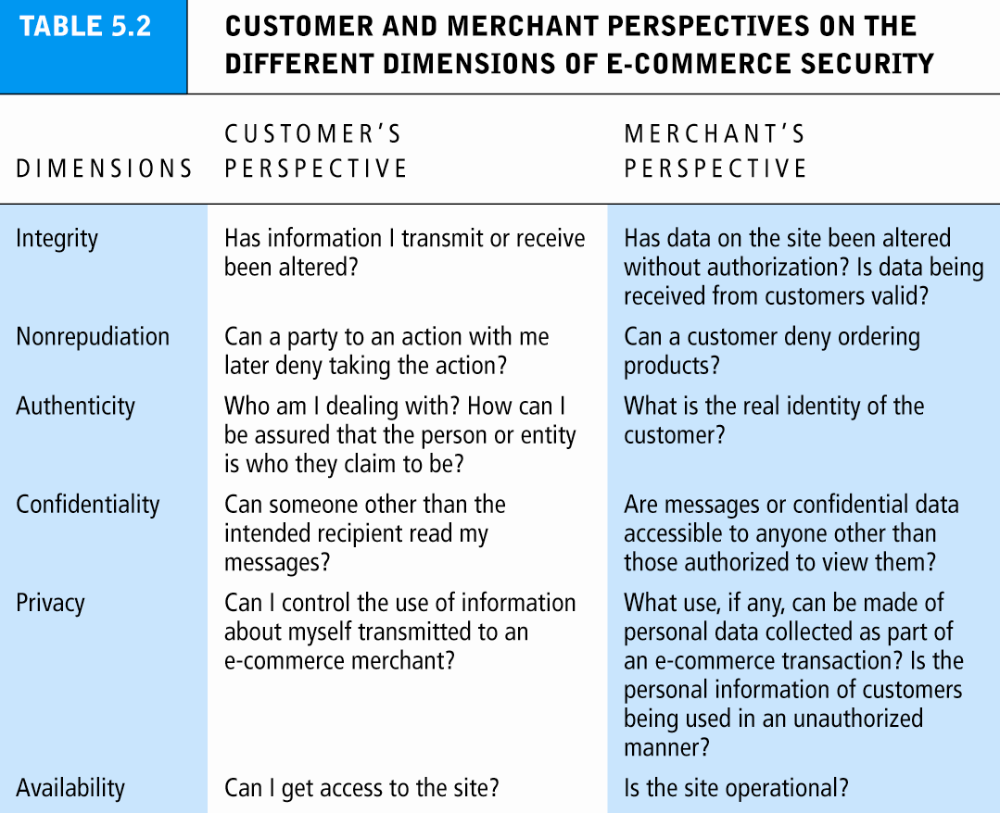 TABLE 5.2
CUSTOMER AND MERCHANT PERSPECTIVES ON THE
DIFFERENT DIMENSIONS OF E-COMMERCE SECURITY
DIMENSIONS
CUSTOMER'S
PERSPECTIVE
MERCHANT'S
PERSPECTIVE
Integrity
Has information I transmit or receive
been altered?
Has data on the site been altered
without authorization? Is data being
received from customers valid?
Nonrepudiation
Can a party to an action with me
later deny taking the action?
Can a customer deny ordering
products?
Authenticity
Who am I dealing with? How can I
be assured that the person or entity
is who they claim to be?
What is the real identity of the
customer?
Confidentiality
Can someone other than the
intended recipient read my
messages?
Are messages or confidential data
accessible to anyone other than
those authorized to view them?
Privacy
Can I control the use of information
about myself transmitted to an
e-commerce merchant?
What use, if any, can be made of
personal data collected as part of
an e-commerce transaction? Is the
personal information of customers
being used in an unauthorized
manner?
Availability
Can I get access to the site?
Is the site operational?